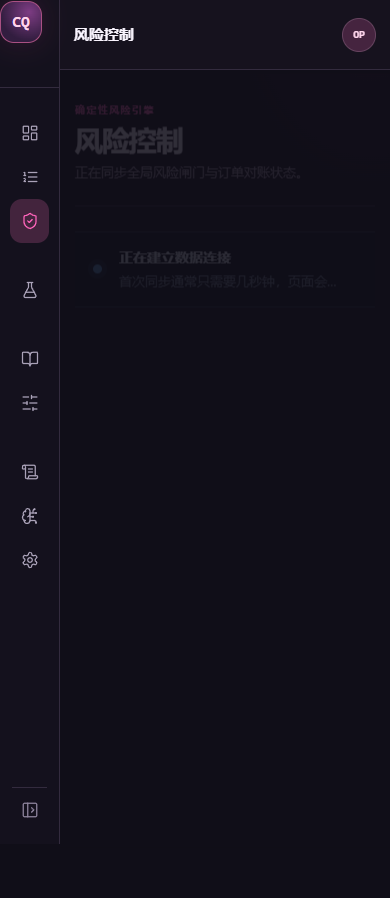 CQ
风险控制
OP
确定性风险引擎
风险控制
正在同步全局风险闸门与订单对账状态。
正在建立数据连接
首次同步通常只需要几秒钟，页面会...